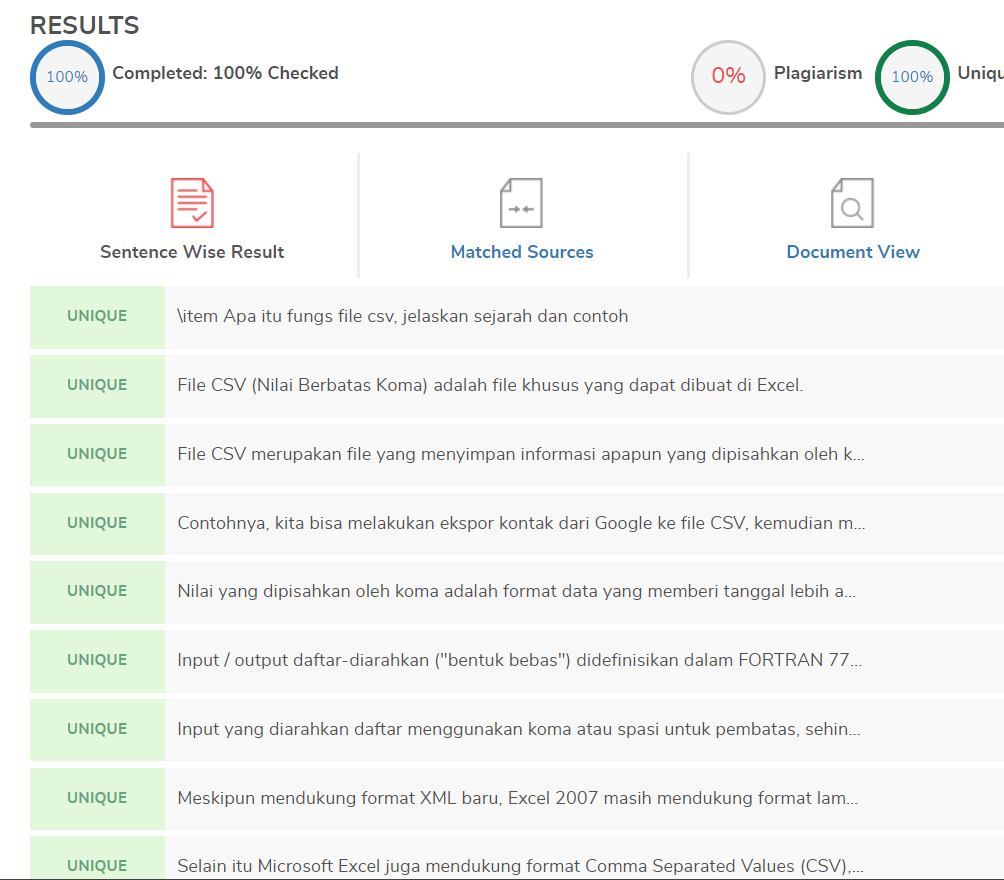 RESULTS
100% Completed: 100% Checked 0% Plagiarism 100% Uniqu
Sentence Wise Result Matched Sources Document View
UNIQUE \item Apa itu fungs file csv, jelaskan sejarah dan contoh
UNIQUE File CSV (Nilai Berbatas Koma) adalah file khusus yang dapat dibuat di Excel.
UNIQUE File CSV merupakan file yang menyimpan informasi apapun yang dipisahkan oleh k...
UNIQUE Contohnya, kita bisa melakukan ekspor kontak dari Google ke file CSV, kemudian m...
UNIQUE Nilai yang dipisahkan oleh koma adalah format data yang memberi tanggal lebih a...
UNIQUE Input / output daftar-diarahkan ("bentuk bebas") didefinisikan dalam FORTRAN 77...
UNIQUE Input yang diarahkan daftar menggunakan koma atau spasi untuk pembatas, sehin...
UNIQUE Meskipun mendukung format XML baru, Excel 2007 masih mendukung format lam...
UNIQUE Selain itu Microsoft Excel juga mendukung format Comma Separated Values (CSV),...